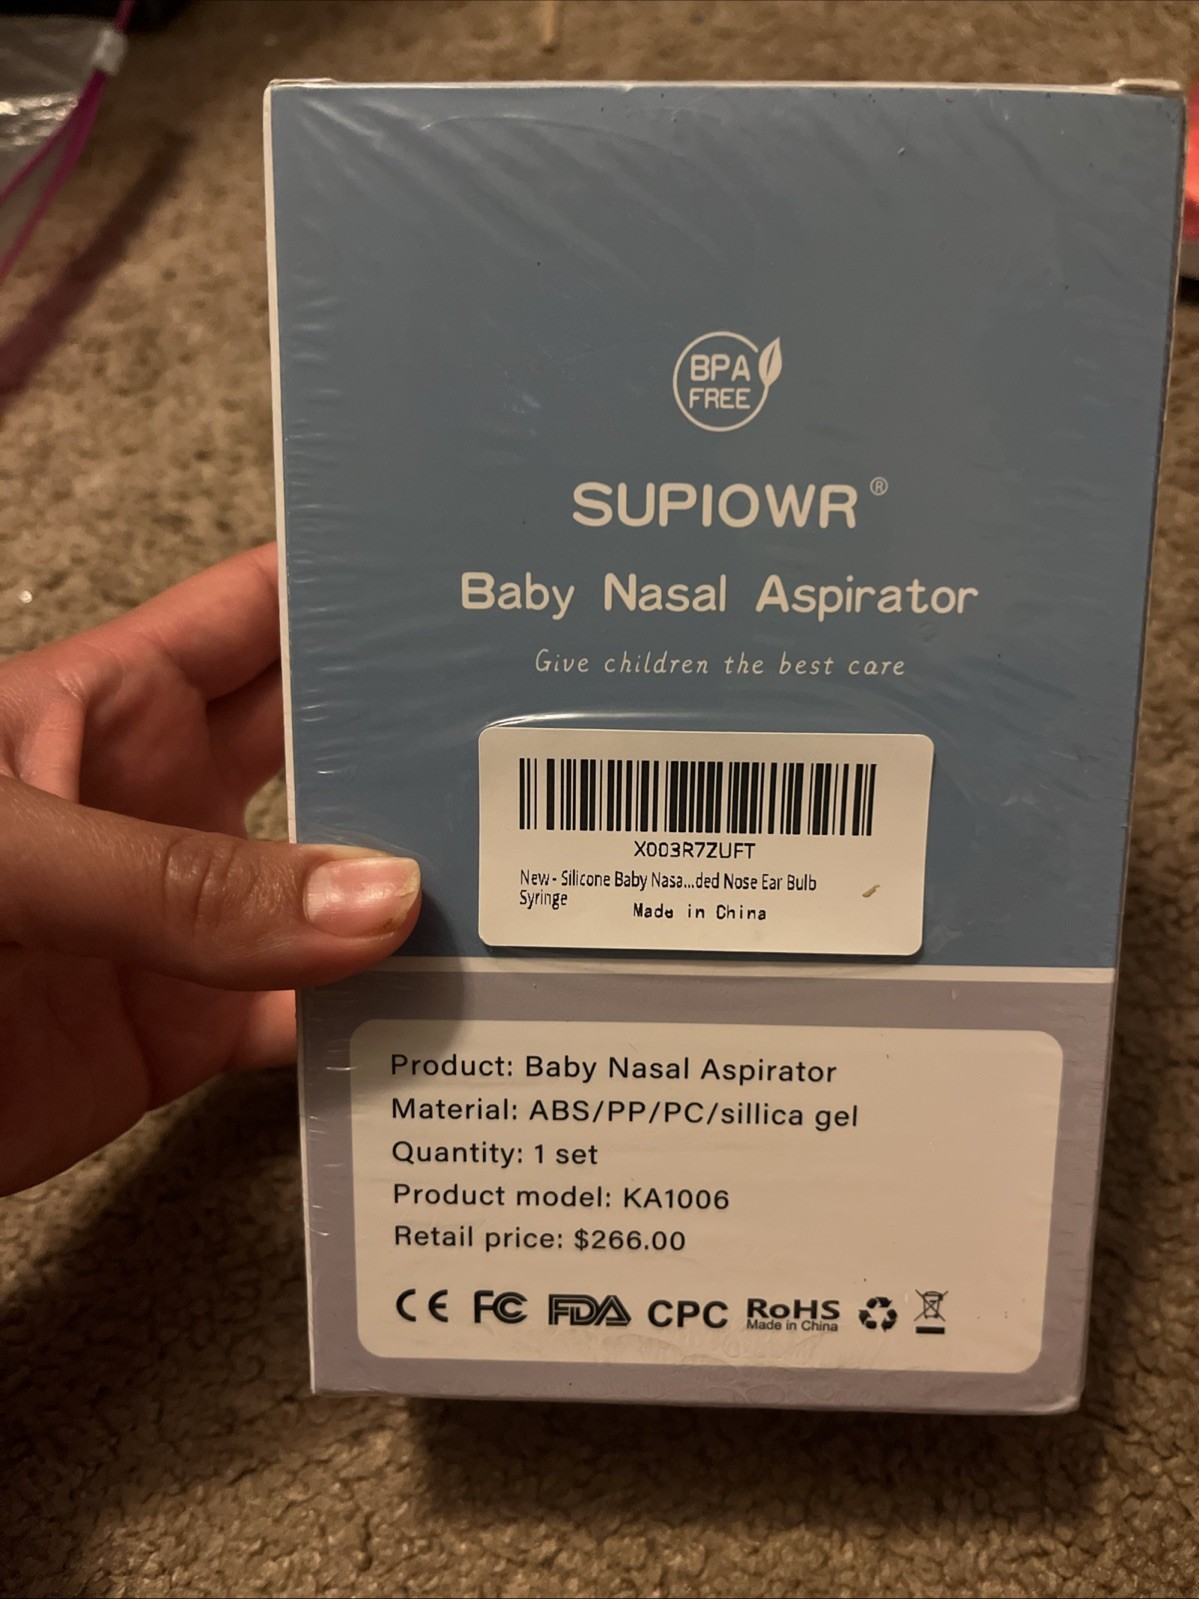 BPA
FREE
SUPIOWR®
Baby Nasal Aspirator
Give children the best care
X003R7ZUFT
New - Silicone Baby Nasa...ded Nose Ear Bulb
Syringe
Made in China
Product: Baby Nasal Aspirator
Material: ABS/PP/PC/sillica gel
Quantity: 1 set
Product model: KA1006
Retail price: $266.00
CE FC FDA CPC RoHS
Made in China